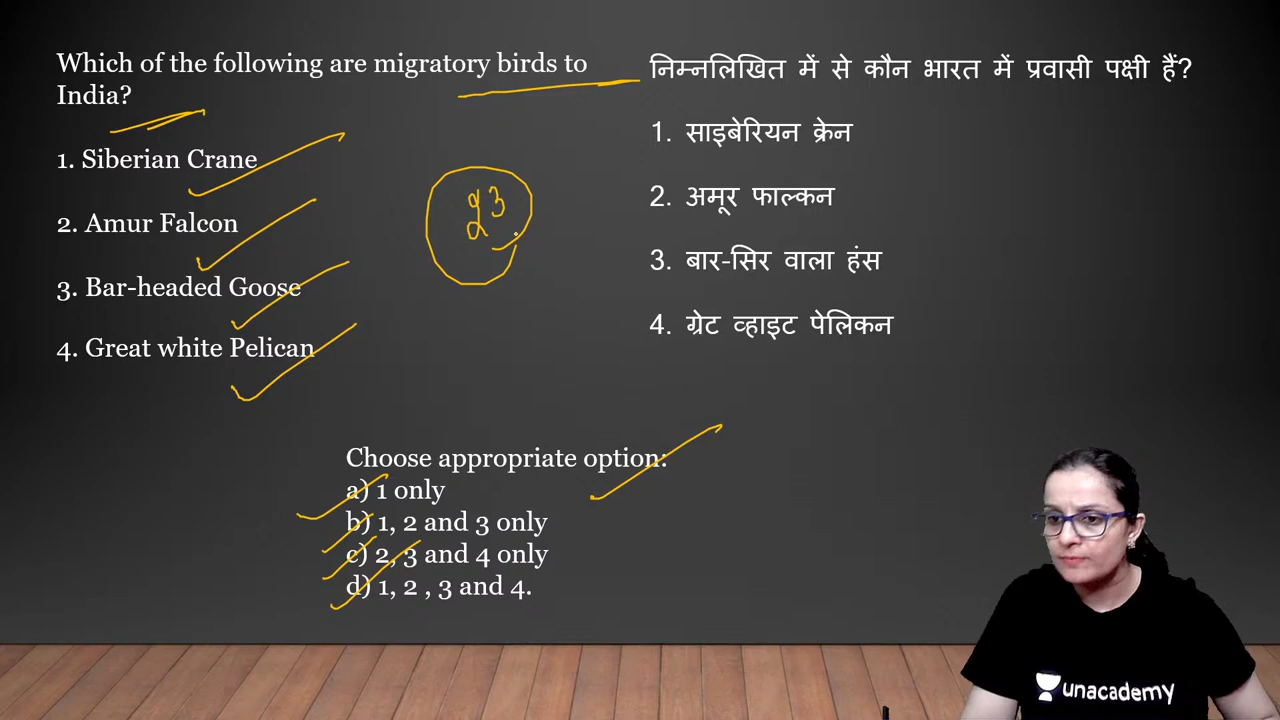 Which of the following are migratory birds to
India?
1. Siberian Crane
2. Amur Falcon
3. Bar-headed Goose
4. Great white Pelican
निम्नलिखित में से कौन भारत में प्रवासी पक्षी हैं?
1. साइबेरियन क्रेन
2. अमूर फाल्कन
3. बार-सिर वाला हंस
4. ग्रेट व्हाइट पेलिकन
23
Choose appropriate option:
a) 1 only
b) 1, 2 and 3 only
c) 2, 3 and 4 only
d) 1, 2 , 3 and 4.
unacademy